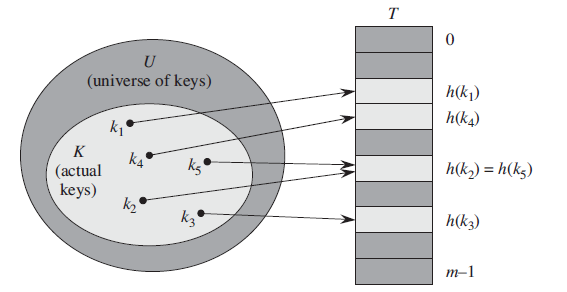 T
0
U
(universe of keys)
h(k₁)
k₁
h(k₄)
K
(actual
keys)
k₄
k₅
h(k₂) = h(k₅)
k₂
k₃
h(k₃)
m–1